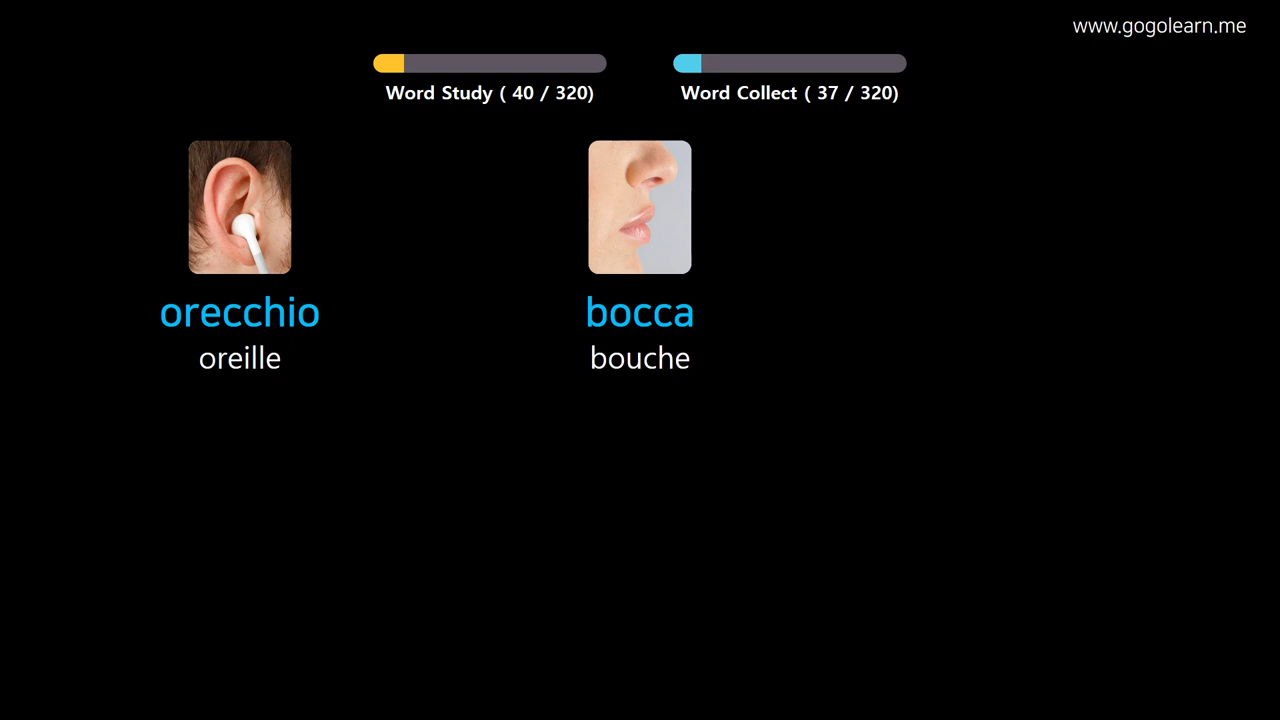 www.gogolearn.me
Word Study ( 40 / 320)
Word Collect ( 37 / 320)
orecchio
oreille
bocca
bouche